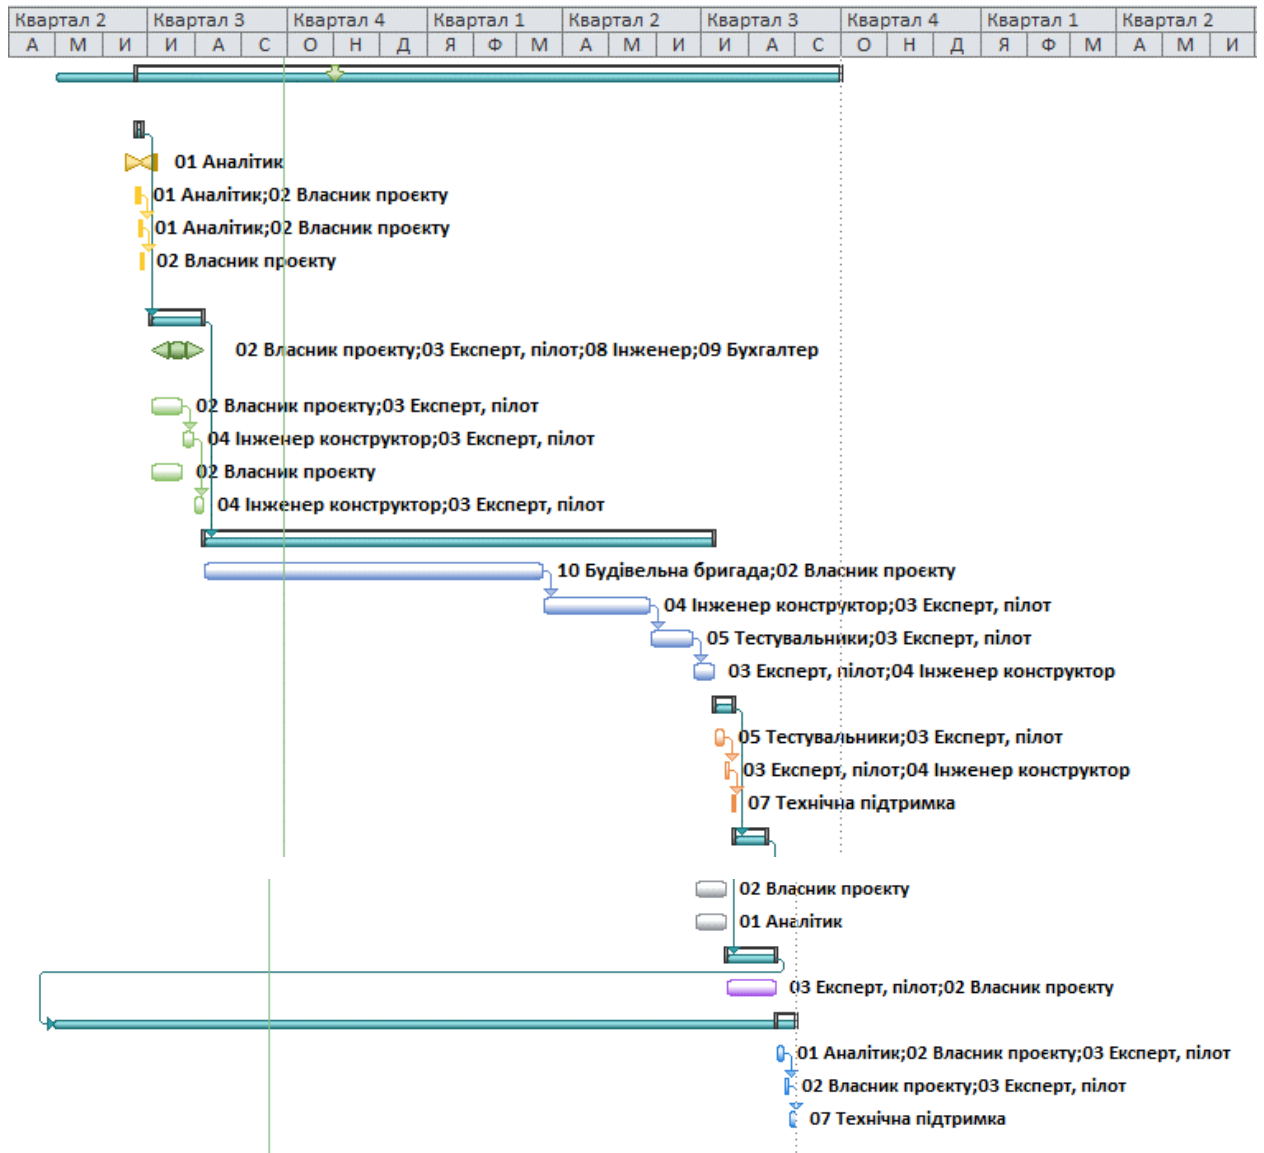 Квартал 2 Квартал 3 Квартал 4 Квартал 1 Квартал 2 Квартал 3 Квартал 4 Квартал 1 Квартал 2
А М И И А С О Н Д Я Ф М А М И И А С О Н Д Я Ф М А М И
01 Аналітик
01 Аналітик;02 Власник проєкту
01 Аналітик;02 Власник проєкту
02 Власник проєкту
02 Власник проєкту;03 Експерт, пілот;08 Інженер;09 Бухгалтер
02 Власник проєкту;03 Експерт, пілот
04 Інженер конструктор;03 Експерт, пілот
02 Власник проєкту
04 Інженер конструктор;03 Експерт, пілот
10 Будівельна бригада;02 Власник проєкту
04 Інженер конструктор;03 Експерт, пілот
05 Тестувальники;03 Експерт, пілот
03 Експерт, пілот;04 Інженер конструктор
05 Тестувальники;03 Експерт, пілот
03 Експерт, пілот;04 Інженер конструктор
07 Технічна підтримка
02 Власник проєкту
01 Аналітик
03 Експерт, пілот;02 Власник проєкту
01 Аналітик;02 Власник проєкту;03 Експерт, пілот
02 Власник проєкту;03 Експерт, пілот
07 Технічна підтримка